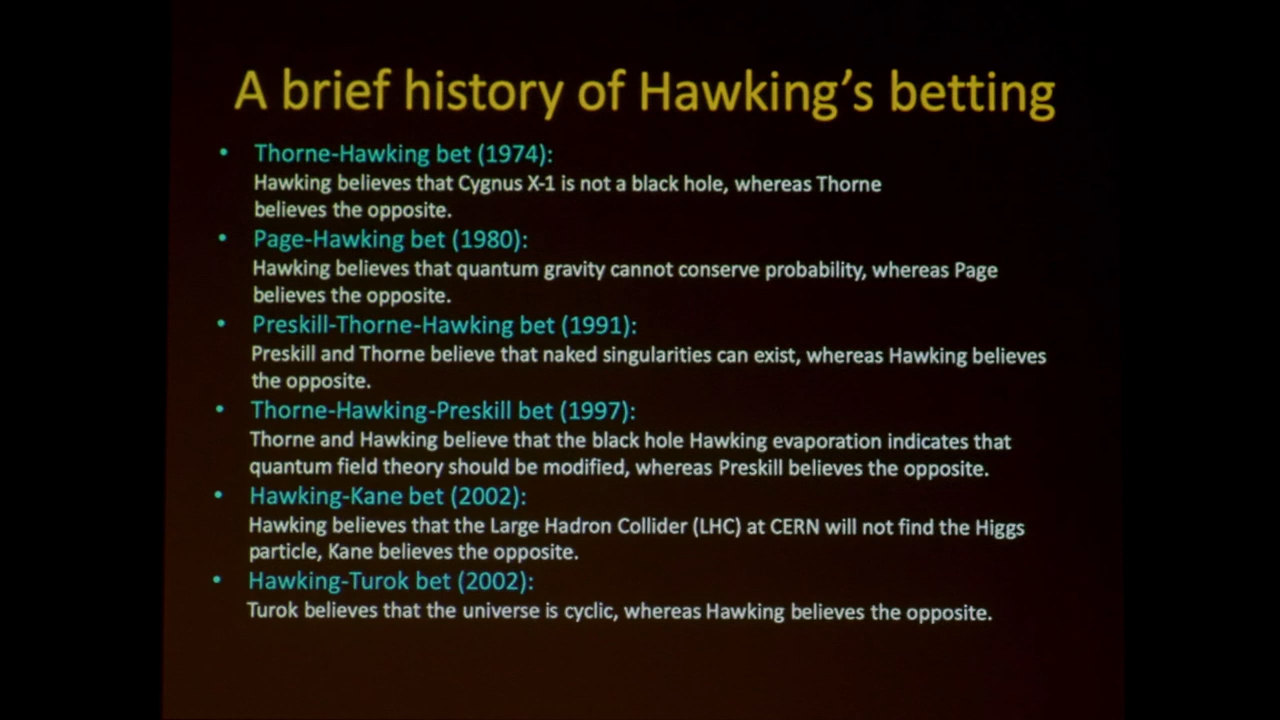 A brief history of Hawking's betting
• Thorne-Hawking bet (1974):
Hawking believes that Cygnus X-1 is not a black hole, whereas Thorne
believes the opposite.
• Page-Hawking bet (1980):
Hawking believes that quantum gravity cannot conserve probability, whereas Page
believes the opposite.
• Preskill-Thorne-Hawking bet (1991):
Preskill and Thorne believe that naked singularities can exist, whereas Hawking believes
the opposite.
• Thorne-Hawking-Preskill bet (1997):
Thorne and Hawking believe that the black hole Hawking evaporation indicates that
quantum field theory should be modified, whereas Preskill believes the opposite.
• Hawking-Kane bet (2002):
Hawking believes that the Large Hadron Collider (LHC) at CERN will not find the Higgs
particle, Kane believes the opposite.
• Hawking-Turok bet (2002):
Turok believes that the universe is cyclic, whereas Hawking believes the opposite.